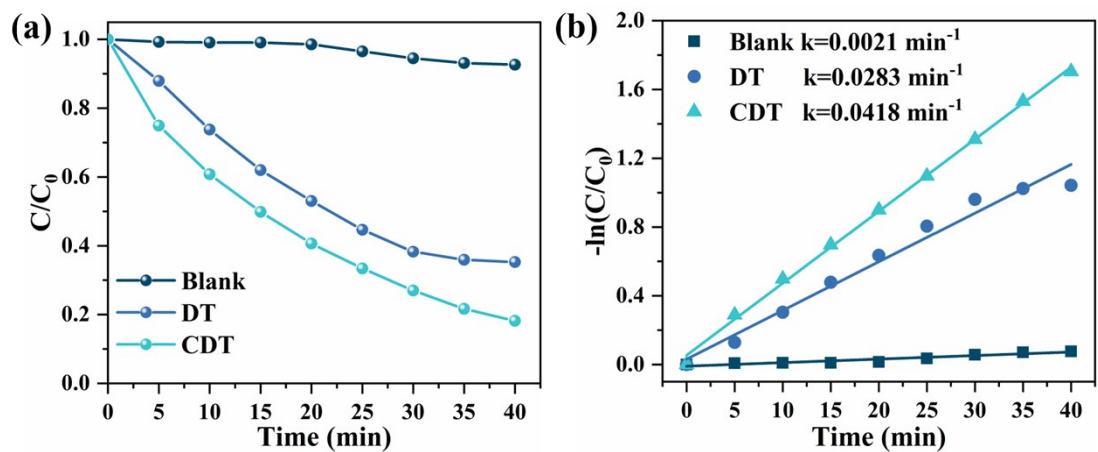 (a)
1.0
0.8
0.6
0.4
0.2
0.0
C/C₀
Blank
DT
CDT
0 5 10 15 20 25 30 35 40
Time (min)
(b)
2.0
1.6
1.2
0.8
0.4
0.0
-ln(C/C₀)
Blank k=0.0021 min⁻¹
DT k=0.0283 min⁻¹
CDT k=0.0418 min⁻¹
0 5 10 15 20 25 30 35 40
Time (min)